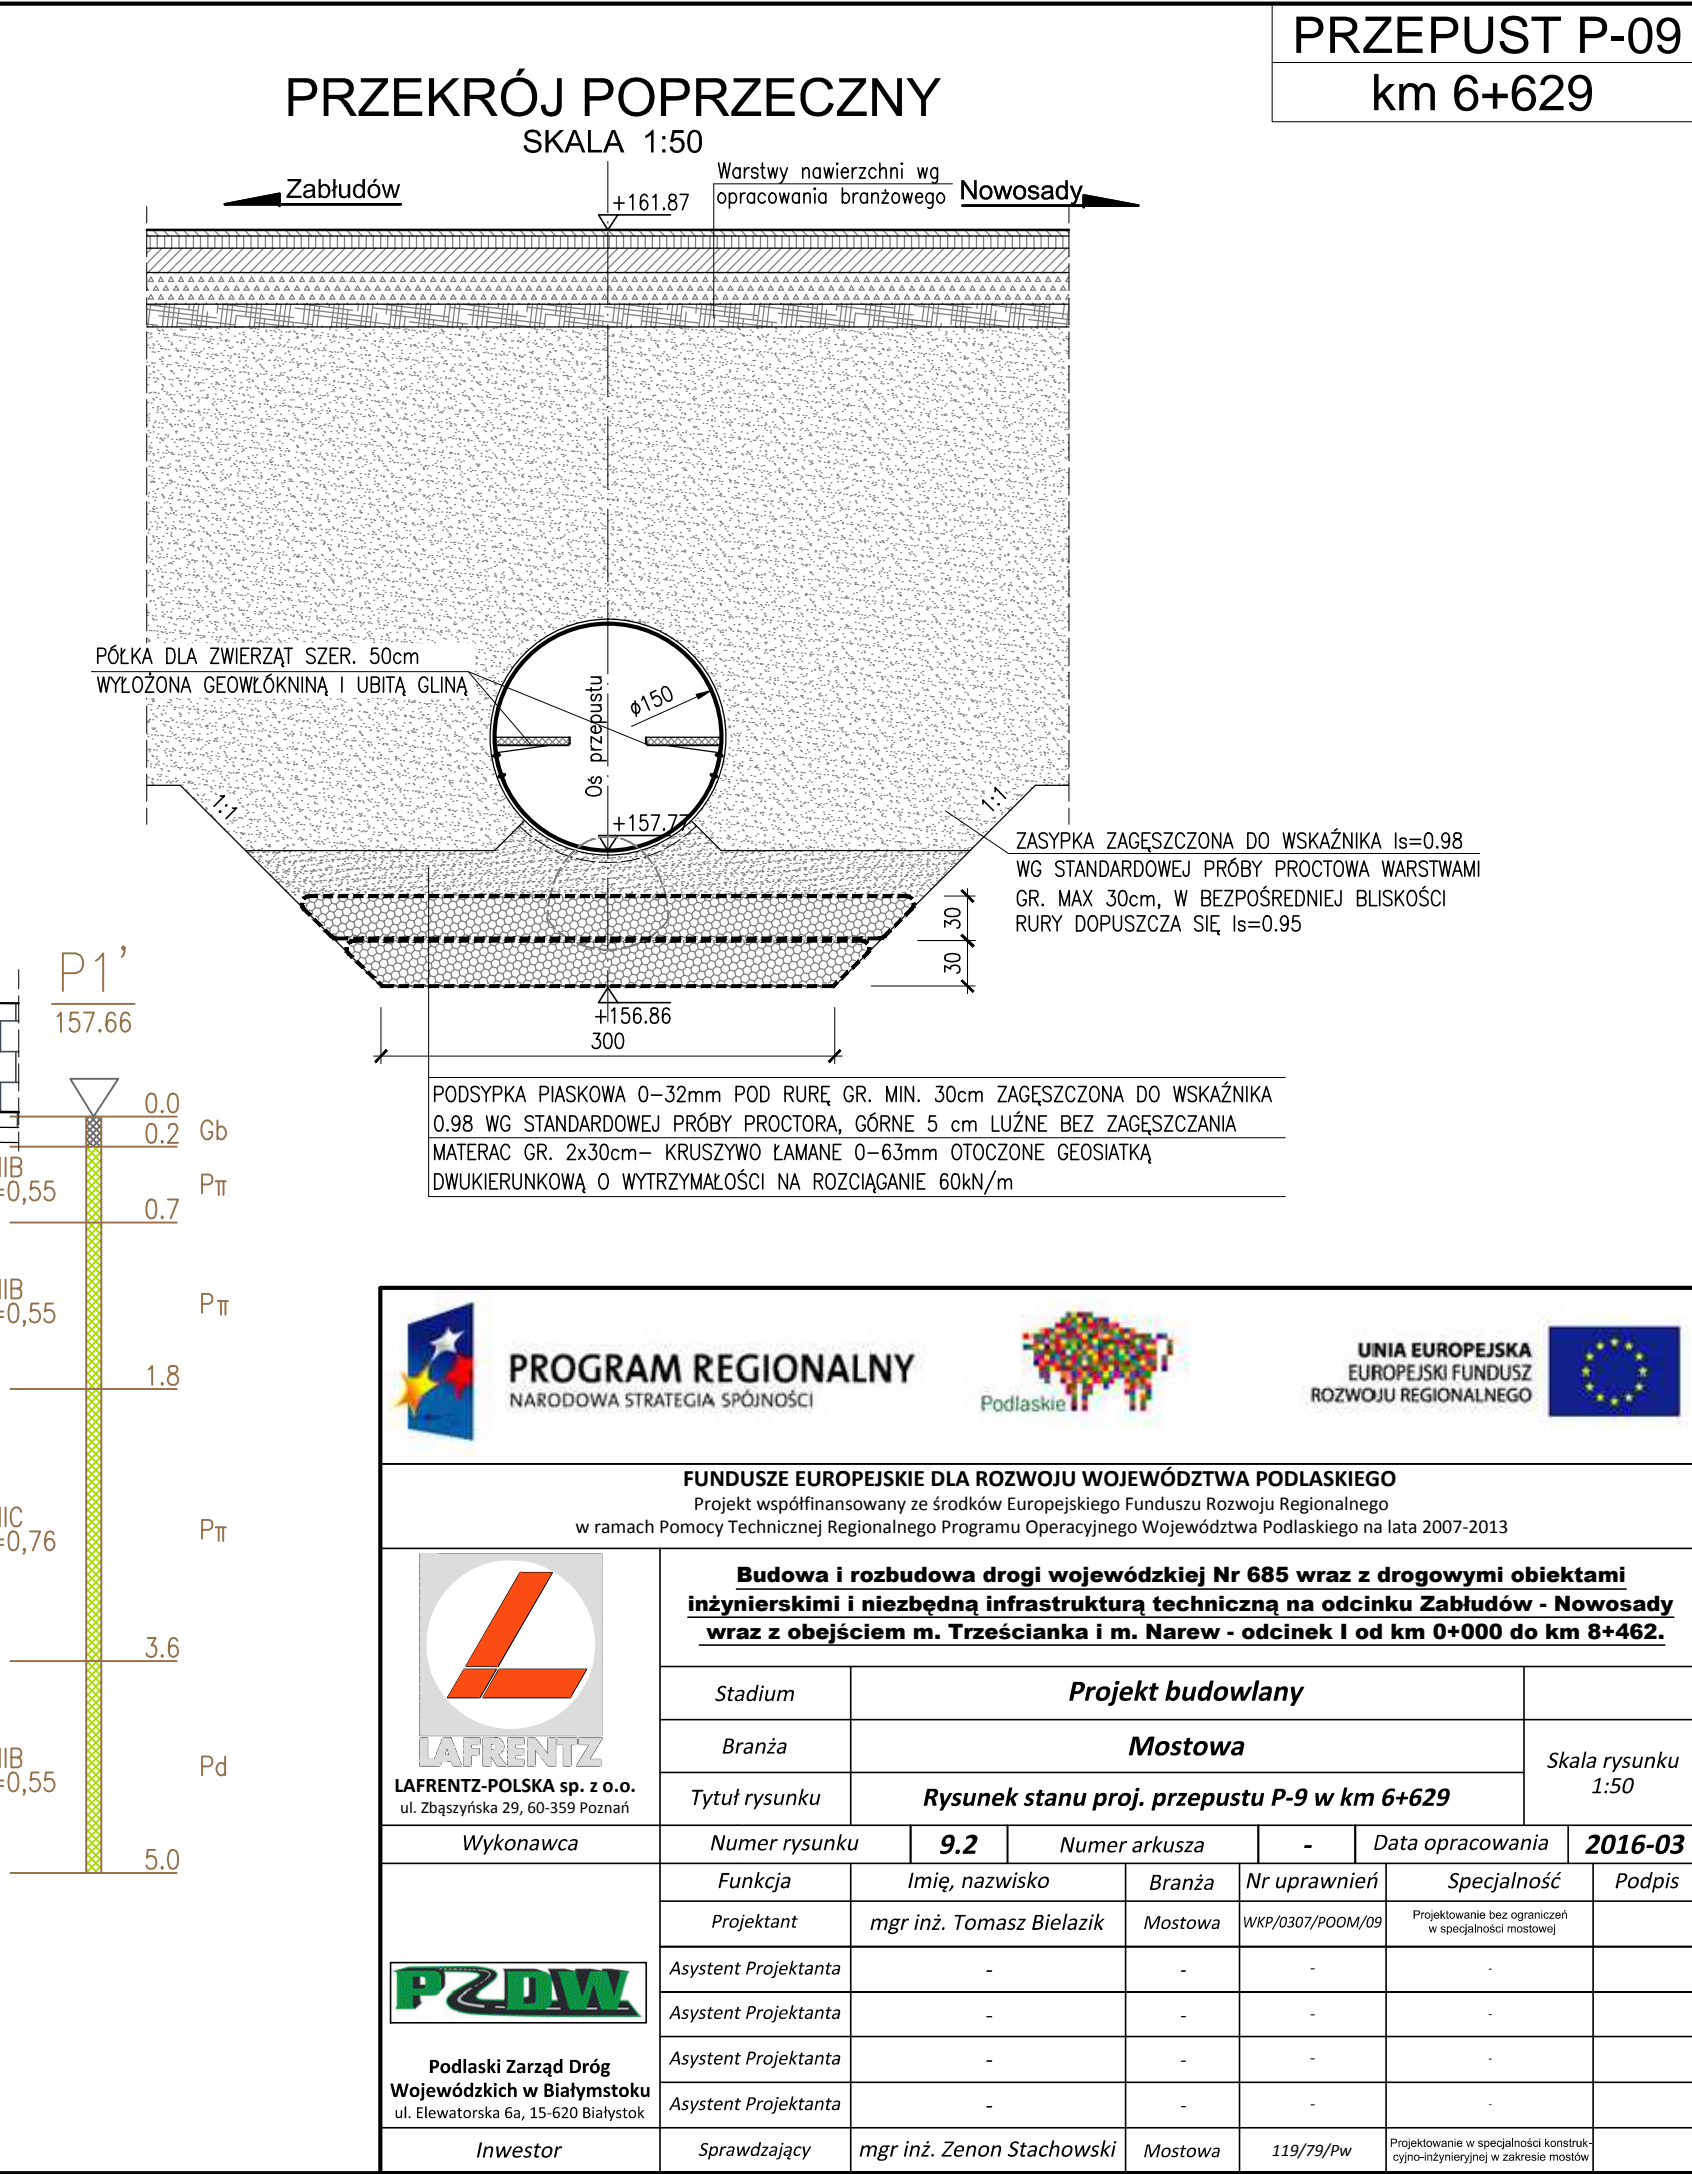 PRZEPUST P-09
km 6+629
PRZEKRÓJ POPRZECZNY
SKALA 1:50
Zabłudów
+161.87
Warstwy nawierzchni wg
opracowania branżowego
Nowosady
PÓŁKA DLA ZWIERZĄT SZER. 50cm
WYŁOŻONA GEOWŁÓKNINĄ I UBITĄ GLINĄ
Oś przepustu
ø150
1:1
1:1
+157.77
ZASYPKA ZAGĘSZCZONA DO WSKAŹNIKA Is=0.98
WG STANDARDOWEJ PRÓBY PROCTOWA WARSTWAMI
GR. MAX 30cm, W BEZPOŚREDNIEJ BLISKOŚCI
RURY DOPUSZCZA SIĘ Is=0.95
30
30
+156.86
300
PODSYPKA PIASKOWA 0-32mm POD RURĘ GR. MIN. 30cm ZAGĘSZCZONA DO WSKAŹNIKA
0.98 WG STANDARDOWEJ PRÓBY PROCTORA, GÓRNE 5 cm LUŹNE BEZ ZAGĘSZCZANIA
MATERAC GR. 2x30cm- KRUSZYWO ŁAMANE 0-63mm OTOCZONE GEOSIATKĄ
DWUKIERUNKOWĄ O WYTRZYMAŁOŚCI NA ROZCIĄGANIE 60kN/m
P1'
157.66
0.0
0.2 Gb
IIB
=0,55 Pπ
0.7
IIB
=0,55 Pπ
1.8
IIC
=0,76 Pπ
3.6
IIB
=0,55 Pd
5.0
PROGRAM REGIONALNY
NARODOWA STRATEGIA SPÓJNOŚCI
Podlaskie
UNIA EUROPEJSKA
EUROPEJSKI FUNDUSZ
ROZWOJU REGIONALNEGO
FUNDUSZE EUROPEJSKIE DLA ROZWOJU WOJEWÓDZTWA PODLASKIEGO
Projekt współfinansowany ze środków Europejskiego Funduszu Rozwoju Regionalnego
w ramach Pomocy Technicznej Regionalnego Programu Operacyjnego Województwa Podlaskiego na lata 2007-2013
LAFRENTZ
LAFRENTZ-POLSKA sp. z o.o.
ul. Zbąszyńska 29, 60-359 Poznań
Wykonawca
Budowa i rozbudowa drogi wojewódzkiej Nr 685 wraz z drogowymi obiektami
inżynierskimi i niezbędną infrastrukturą techniczną na odcinku Zabłudów - Nowosady
wraz z obejściem m. Trześcianka i m. Narew - odcinek I od km 0+000 do km 8+462.
Stadium Projekt budowlany
Branża Mostowa
Skala rysunku
1:50
Tytuł rysunku Rysunek stanu proj. przepustu P-9 w km 6+629
Numer rysunku 9.2 Numer arkusza - Data opracowania 2016-03
Funkcja Imię, nazwisko Branża Nr uprawnień Specjalność Podpis
Projektant mgr inż. Tomasz Bielazik Mostowa WKP/0307/POOM/09 Projektowanie bez ograniczeń
w specjalności mostowej
Asystent Projektanta - - - -
Asystent Projektanta - - - -
Asystent Projektanta - - - -
Asystent Projektanta - - - -
Sprawdzający mgr inż. Zenon Stachowski Mostowa 119/79/Pw Projektowanie w specjalności konstruk-
cyjno-inżynieryjnej w zakresie mostów
PZDW
Podlaski Zarząd Dróg
Wojewódzkich w Białymstoku
ul. Elewatorska 6a, 15-620 Białystok
Inwestor